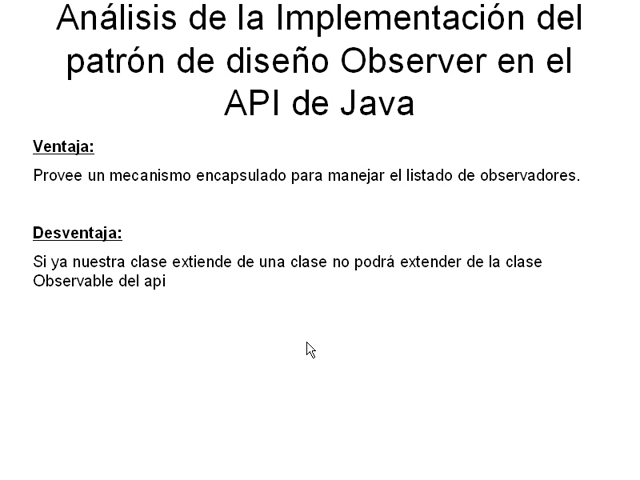 Análisis de la Implementación del
patrón de diseño Observer en el
API de Java
Ventaja:
Provee un mecanismo encapsulado para manejar el listado de observadores.
Desventaja:
Si ya nuestra clase extiende de una clase no podrá extender de la clase
Observable del api